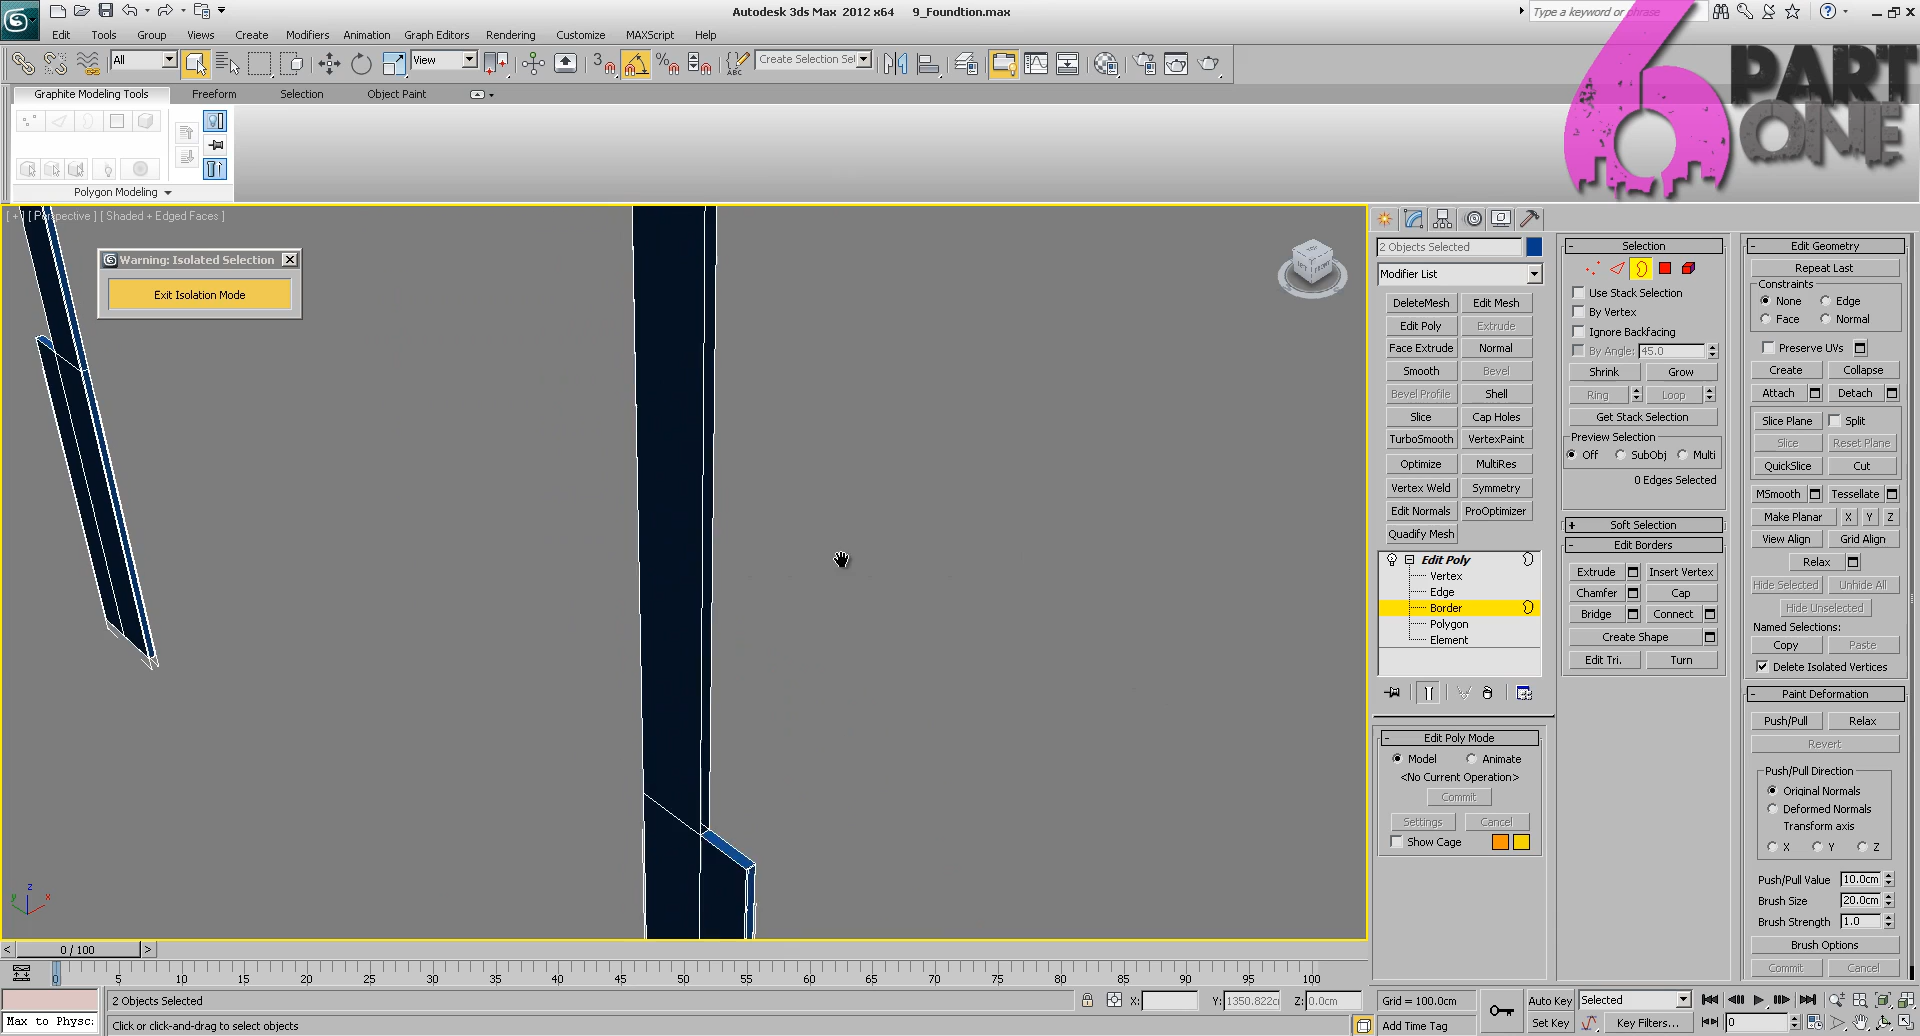 Autodesk 3ds Max 2012 x64 9_Foundtion.max
Type a keyword or phrase
Edit Tools Group Views Create Modifiers Animation Graph Editors Rendering Customize MAXScript Help
All
View
Create Selection Sel
Graphite Modeling Tools Freeform Selection Object Paint
Polygon Modeling
6 PART ONE
[ + ] [ Perspective ] [ Shaded + Edged Faces ]
Warning: Isolated Selection
Exit Isolation Mode
2 Objects Selected
Modifier List
DeleteMesh Edit Mesh
Edit Poly Extrude
Face Extrude Normal
Smooth Bevel
Bevel Profile Shell
Slice Cap Holes
TurboSmooth VertexPaint
Optimize MultiRes
Vertex Weld Symmetry
Edit Normals ProOptimizer
Quadify Mesh
Edit Poly
Vertex
Edge
Border
Polygon
Element
Edit Poly Mode
Model Animate
<No Current Operation>
Commit
Settings Cancel
Show Cage
Selection
Use Stack Selection
By Vertex
Ignore Backfacing
By Angle: 45.0
Shrink Grow
Ring Loop
Get Stack Selection
Preview Selection
Off SubObj Multi
0 Edges Selected
Soft Selection
Edit Borders
Extrude Insert Vertex
Chamfer Cap
Bridge Connect
Create Shape
Edit Tri. Turn
Edit Geometry
Repeat Last
Constraints
None Edge
Face Normal
Preserve UVs
Create Collapse
Attach Detach
Slice Plane Split
Slice Reset Plane
QuickSlice Cut
MSmooth Tessellate
Make Planar X Y Z
View Align Grid Align
Relax
Hide Selected Unhide All
Hide Unselected
Named Selections:
Copy Paste
Delete Isolated Vertices
Paint Deformation
Push/Pull Relax
Revert
Push/Pull Direction
Original Normals
Deformed Normals
Transform axis
X Y Z
Push/Pull Value 10.0cm
Brush Size 20.0cm
Brush Strength 1.0
Brush Options
Commit Cancel
z
x
< 0 / 100 >
0 5 10 15 20 25 30 35 40 45 50 55 60 65 70 75 80 85 90 95 100
2 Objects Selected X: Y: 1350.822c Z: 0.0cm Grid = 100.0cm
Auto Key Selected
Max to Physc:
Click or click-and-drag to select objects Add Time Tag
Set Key Key Filters... 0